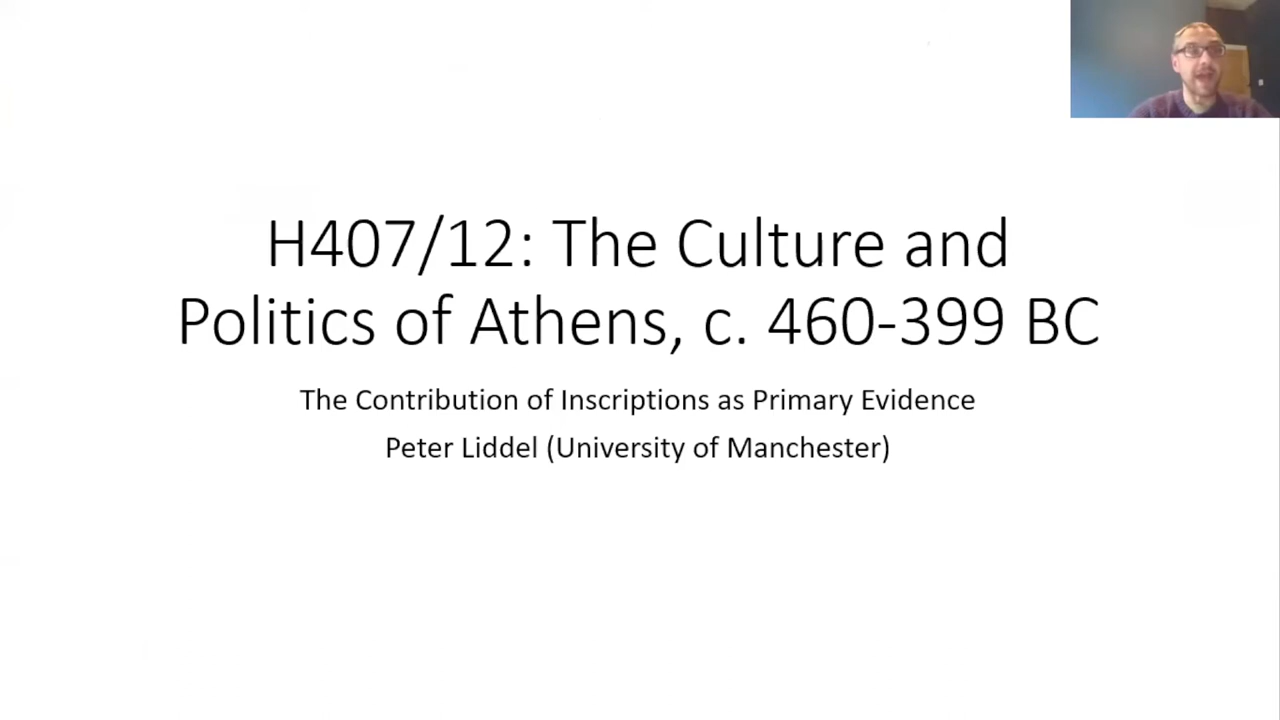 H407/12: The Culture and
Politics of Athens, c. 460-399 BC
The Contribution of Inscriptions as Primary Evidence
Peter Liddel (University of Manchester)